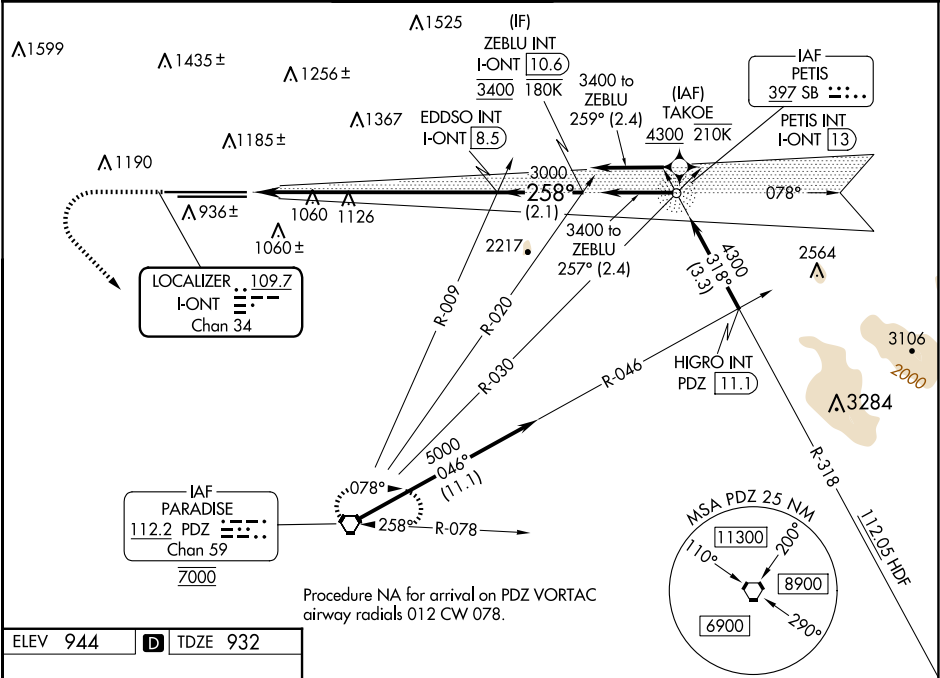 1525
(IF)
ZEBLU INT
I-ONT 10.6
3400 180K
1599
1435 ±
1256 ±
1367
1185 ±
1190
EDDSO INT
I-ONT 8.5
3400 to
ZEBLU
259° (2.4)
(IAF)
TAKOE
4300 210K
IAF
PETIS
397 SB
PETIS INT
I-ONT 13
3000
258°
(2.1)
078°
936 ±
1060
1126
1060 ±
3400 to
ZEBLU
257° (2.4)
2217
4300
318°
(3.3)
2564
LOCALIZER 109.7
I-ONT
Chan 34
R-009
R-020
R-030
R-046
HIGRO INT
PDZ 11.1
3106
2000
3284
5000
046°
(11.1)
R-318
112.05 HDF
IAF
PARADISE
112.2 PDZ
Chan 59
7000
078°
258°
R-078
MSA PDZ 25 NM
11300
110°
200°
8900
6900
290°
Procedure NA for arrival on PDZ VORTAC
airway radials 012 CW 078.
ELEV 944 D TDZE 932